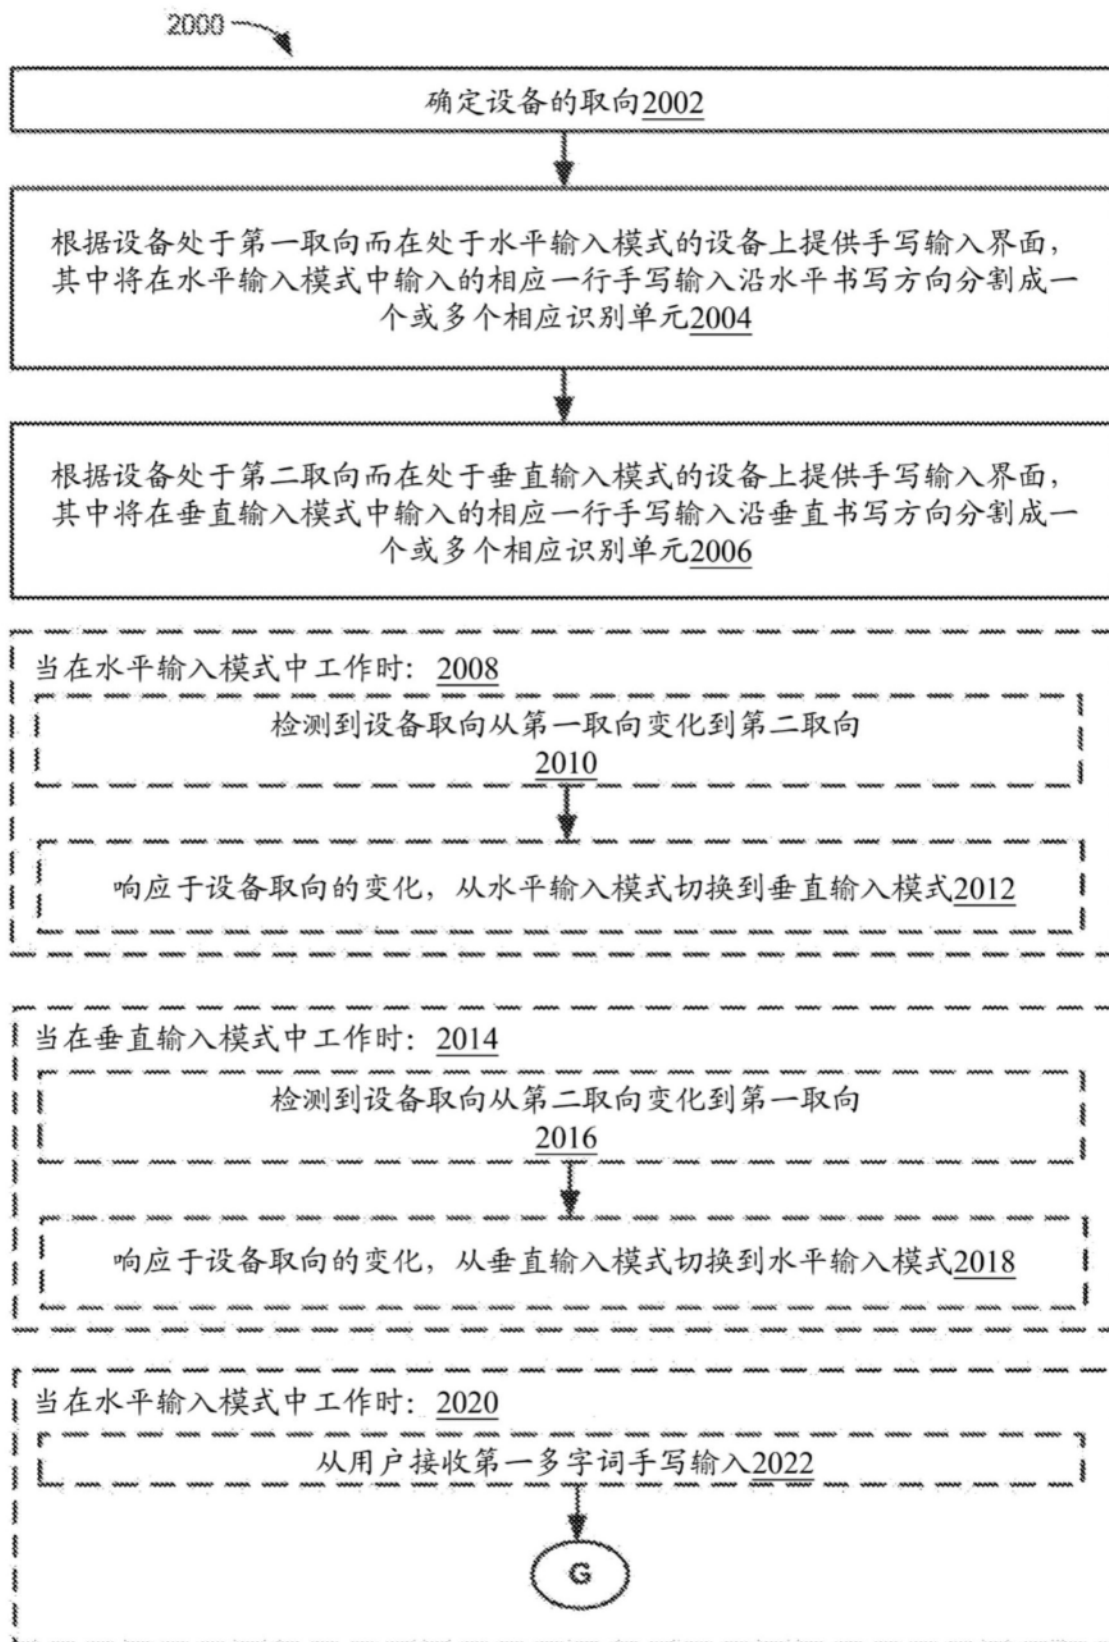 2000
确定设备的取向2002
根据设备处于第一取向而在处于水平输入模式的设备上提供手写输入界面，
其中将在水平输入模式中输入的相应一行手写输入沿水平书写方向分割成一
个或多个相应识别单元2004
根据设备处于第二取向而在处于垂直输入模式的设备上提供手写输入界面，
其中将在垂直输入模式中输入的相应一行手写输入沿垂直书写方向分割成一
个或多个相应识别单元2006
当在水平输入模式中工作时：2008
检测到设备取向从第一取向变化到第二取向
2010
响应于设备取向的变化，从水平输入模式切换到垂直输入模式2012
当在垂直输入模式中工作时：2014
检测到设备取向从第二取向变化到第一取向
2016
响应于设备取向的变化，从垂直输入模式切换到水平输入模式2018
当在水平输入模式中工作时：2020
从用户接收第一多字词手写输入2022
G